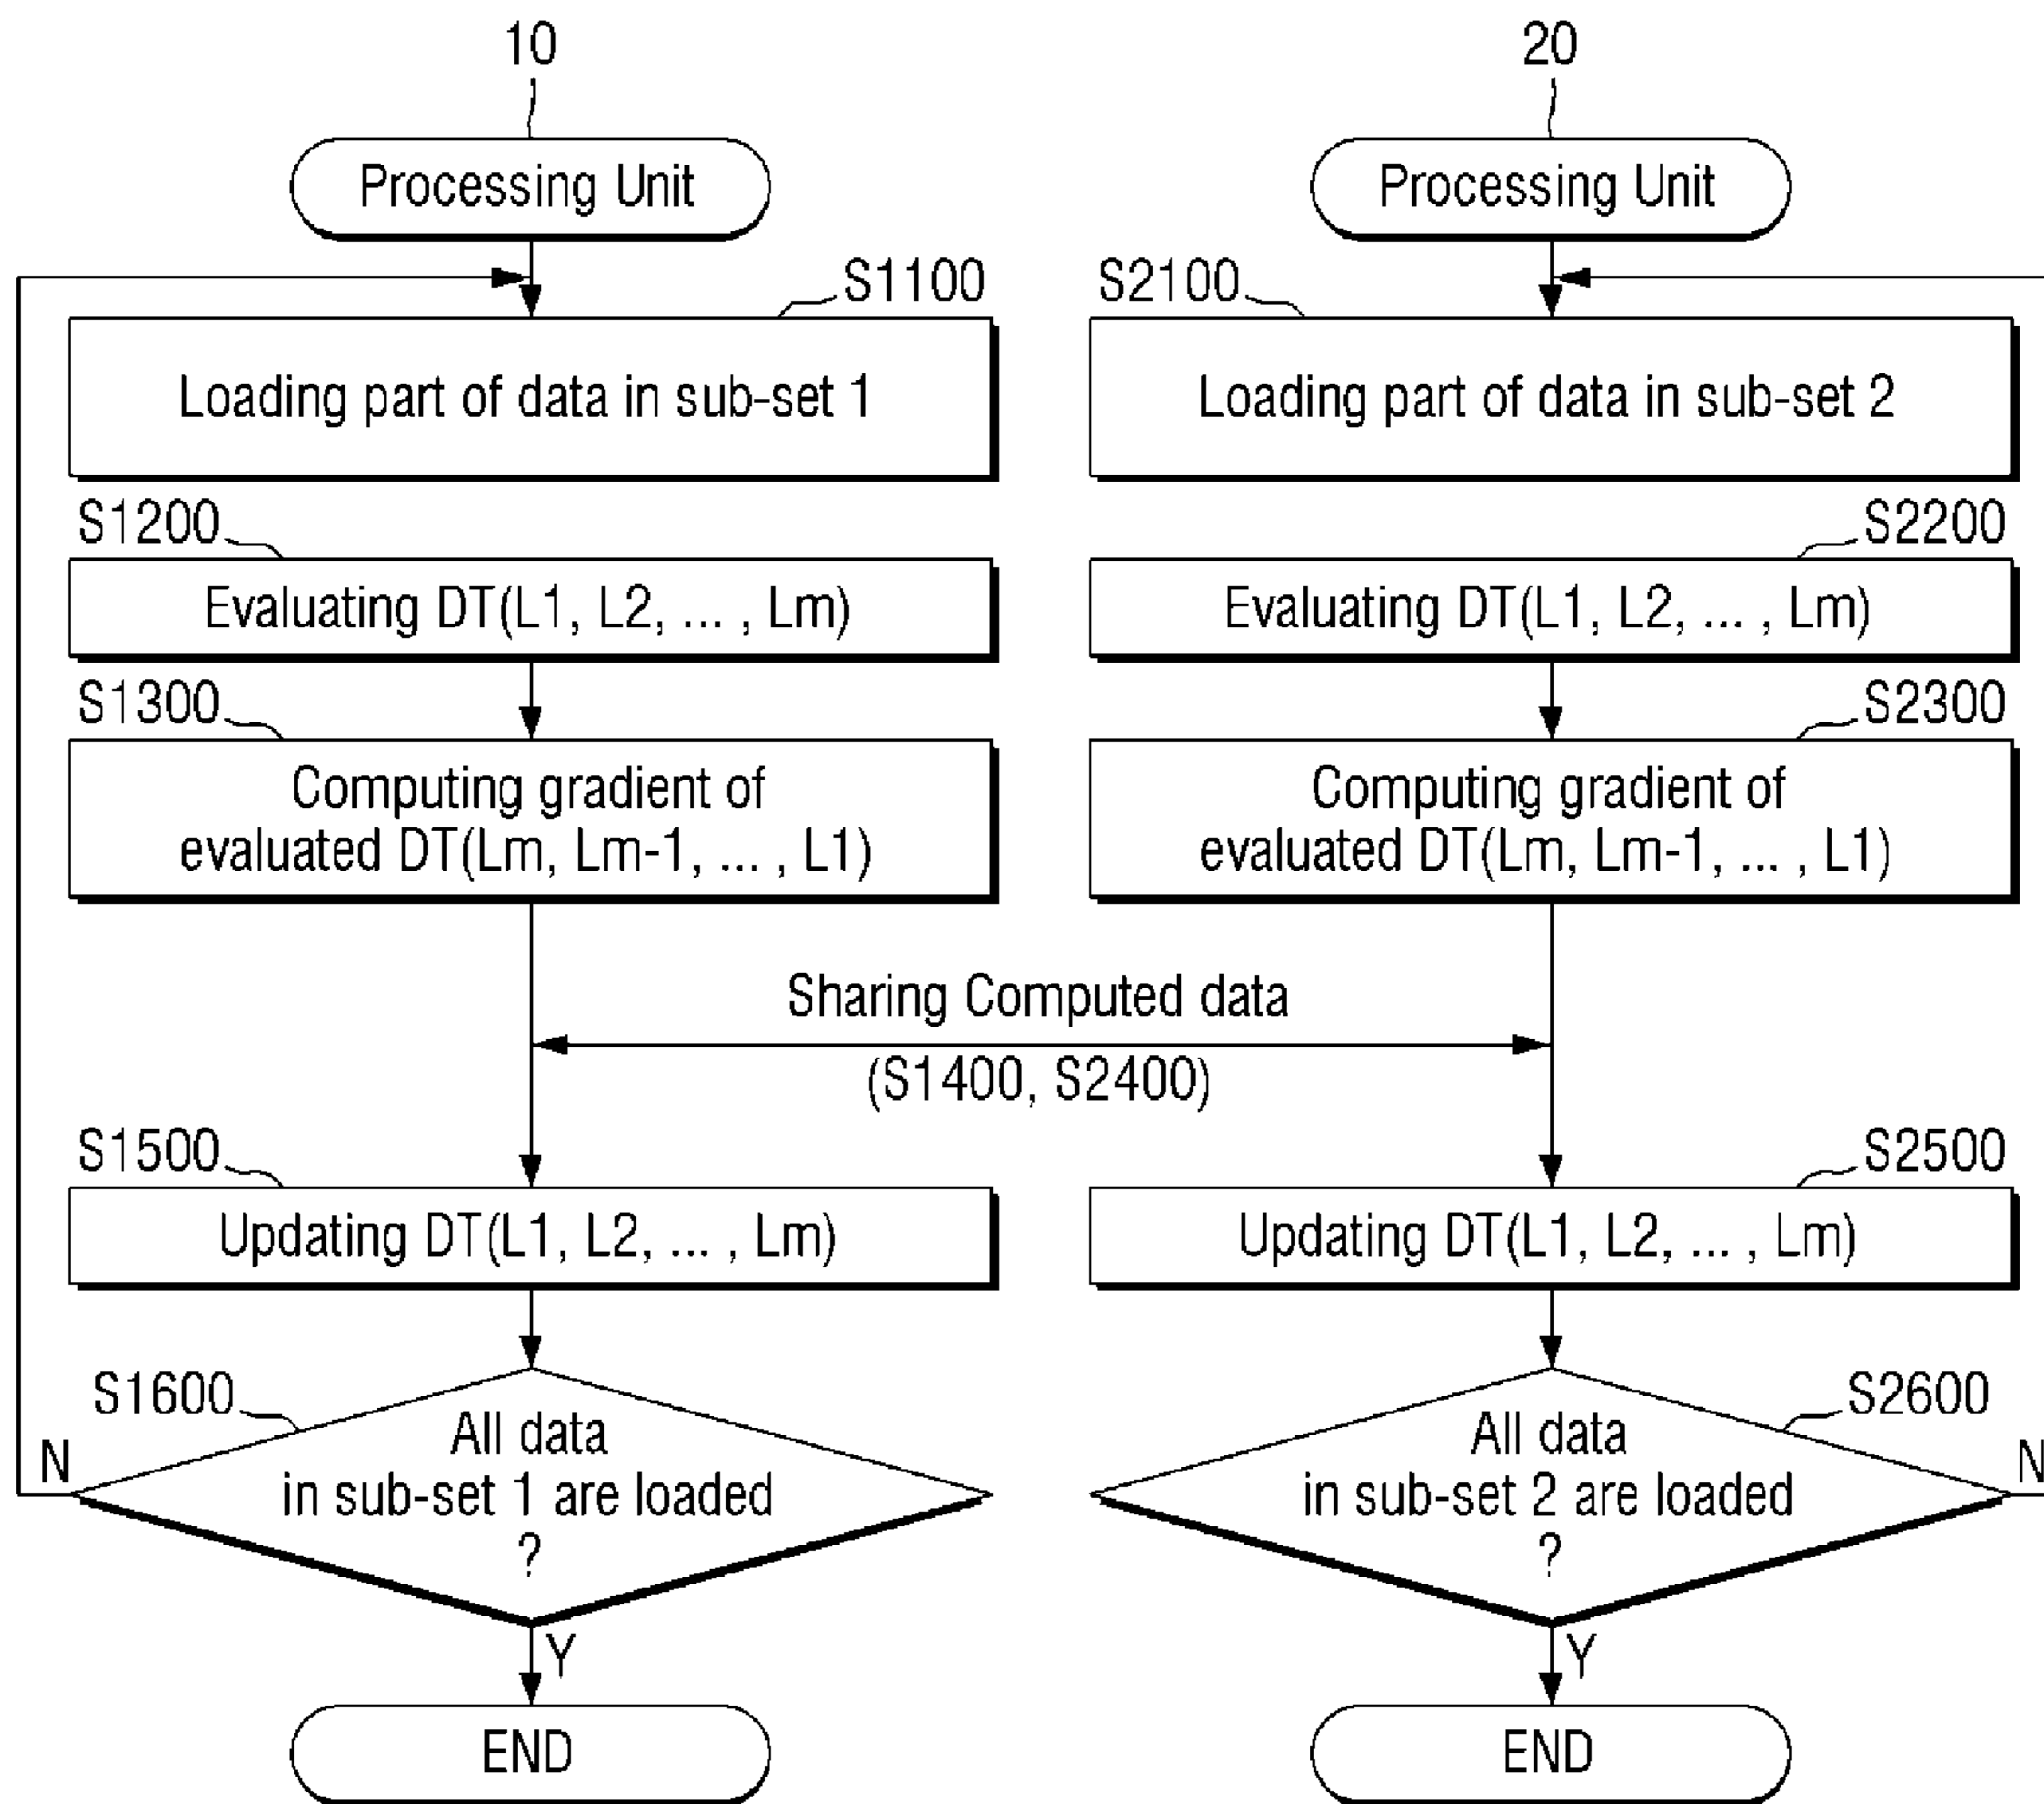 10
Processing Unit
S1100
Loading part of data in sub-set 1
S1200
Evaluating DT(L1, L2, ... , Lm)
S1300
Computing gradient of
evaluated DT(Lm, Lm-1, ... , L1)
20
Processing Unit
S2100
Loading part of data in sub-set 2
S2200
Evaluating DT(L1, L2, ... , Lm)
S2300
Computing gradient of
evaluated DT(Lm, Lm-1, ... , L1)
Sharing Computed data
(S1400, S2400)
S1500
Updating DT(L1, L2, ... , Lm)
S1600
N
All data
in sub-set 1 are loaded
?
Y
END
S2500
Updating DT(L1, L2, ... , Lm)
S2600
All data
in sub-set 2 are loaded
?
N
Y
END